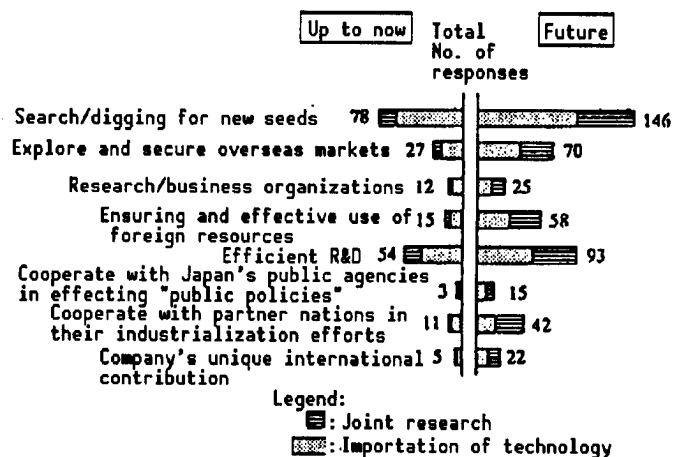 Up to now Total Future
No. of
responses
Search/digging for new seeds 78 146
Explore and secure overseas markets 27 70
Research/business organizations 12 25
Ensuring and effective use of 15 58
foreign resources
Efficient R&D 54 93
Cooperate with Japan's public agencies
in effecting "public policies" 3 15
Cooperate with partner nations in 11 42
their industrialization efforts
Company's unique international 5 22
contribution
Legend:
: Joint research
: Importation of technology